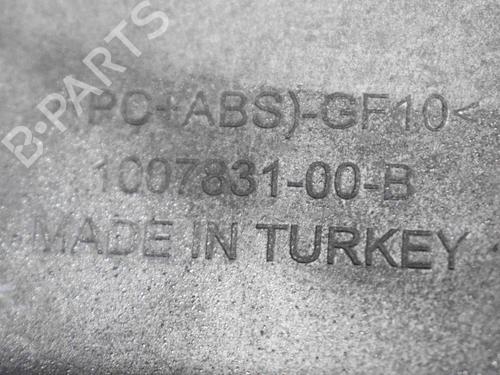 B-PARTS
(PC+ABS)-GF10<
1007831-00-B
MADE IN TURKEY